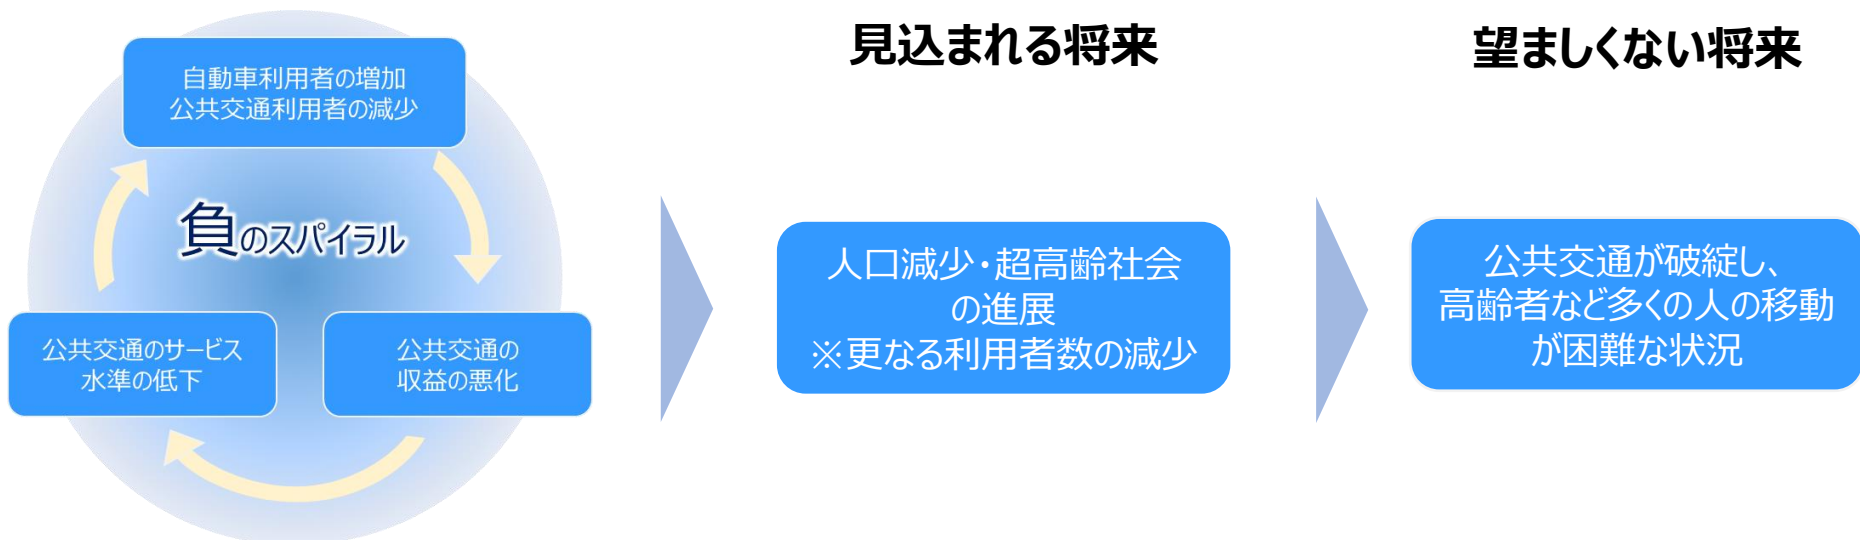 自動車利用者の増加
公共交通利用者の減少
負のスパイラル
公共交通のサービス
水準の低下
公共交通の
収益の悪化
見込まれる将来
人口減少・超高齢社会
の進展
※更なる利用者数の減少
望ましくない将来
公共交通が破綻し、
高齢者など多くの人の移動
が困難な状況